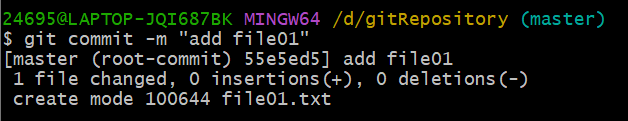 24695@LAPTOP-JQI687BK MINGW64 /d/gitRepository (master)
$ git commit -m "add file01"
[master (root-commit) 55e5ed5] add file01
 1 file changed, 0 insertions(+), 0 deletions(-)
 create mode 100644 file01.txt